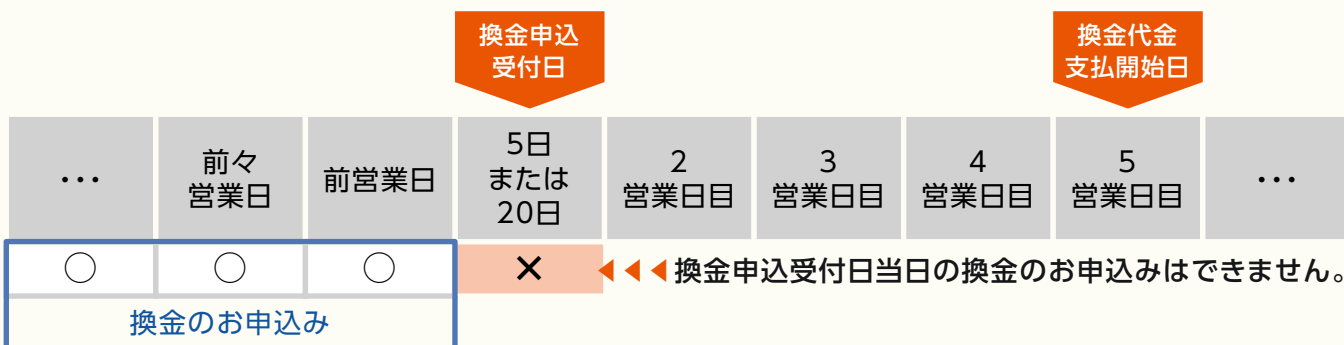 換金申込
受付日
換金代金
支払開始日
…
前々
営業日
前営業日
5日
または
20日
2
営業日目
3
営業日目
4
営業日目
5
営業日目
…
○
○
○
×
◀◀◀換金申込受付日当日の換金のお申込みはできません。
換金のお申込み